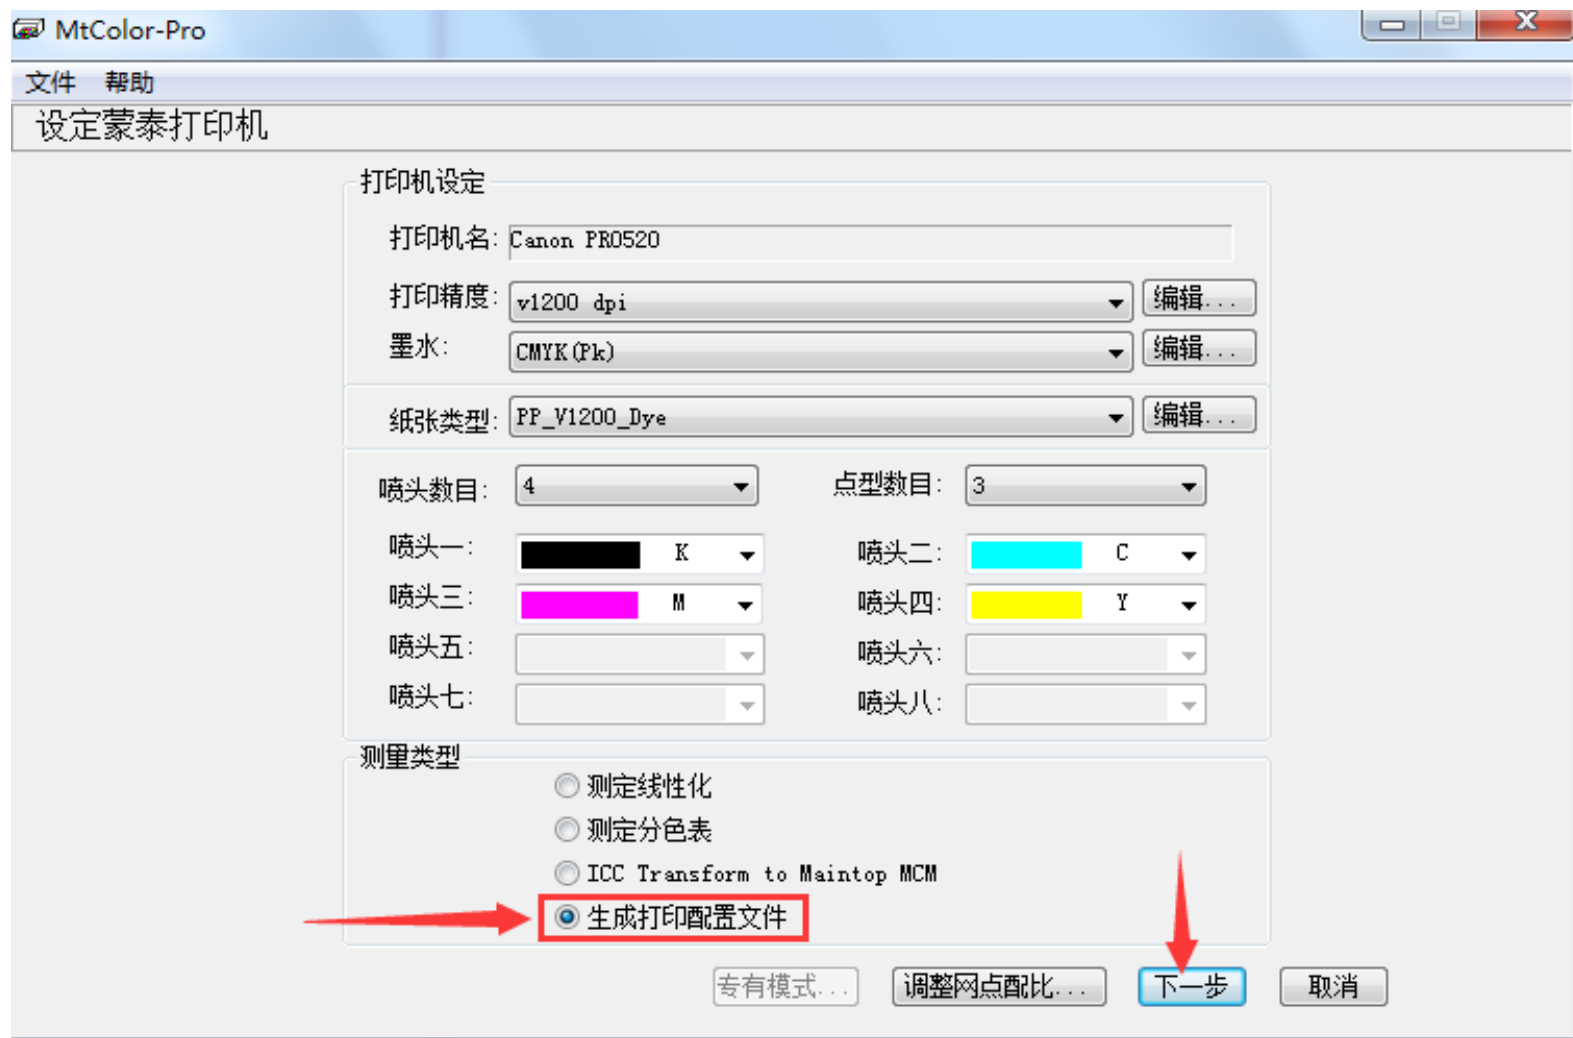 MtColor-Pro
文件 帮助
设定蒙泰打印机
打印机设定
打印机名: Canon PRO520
打印精度: v1200 dpi 编辑...
墨水: CMYK(Pk) 编辑...
纸张类型: PP_V1200_Dye 编辑...
喷头数目: 4 点型数目: 3
喷头一: K 喷头二: C
喷头三: M 喷头四: Y
喷头五: 喷头六:
喷头七: 喷头八:
测量类型
测定线性化
测定分色表
ICC Transform to Maintop MCM
生成打印配置文件
专有模式... 调整网点配比... 下一步 取消